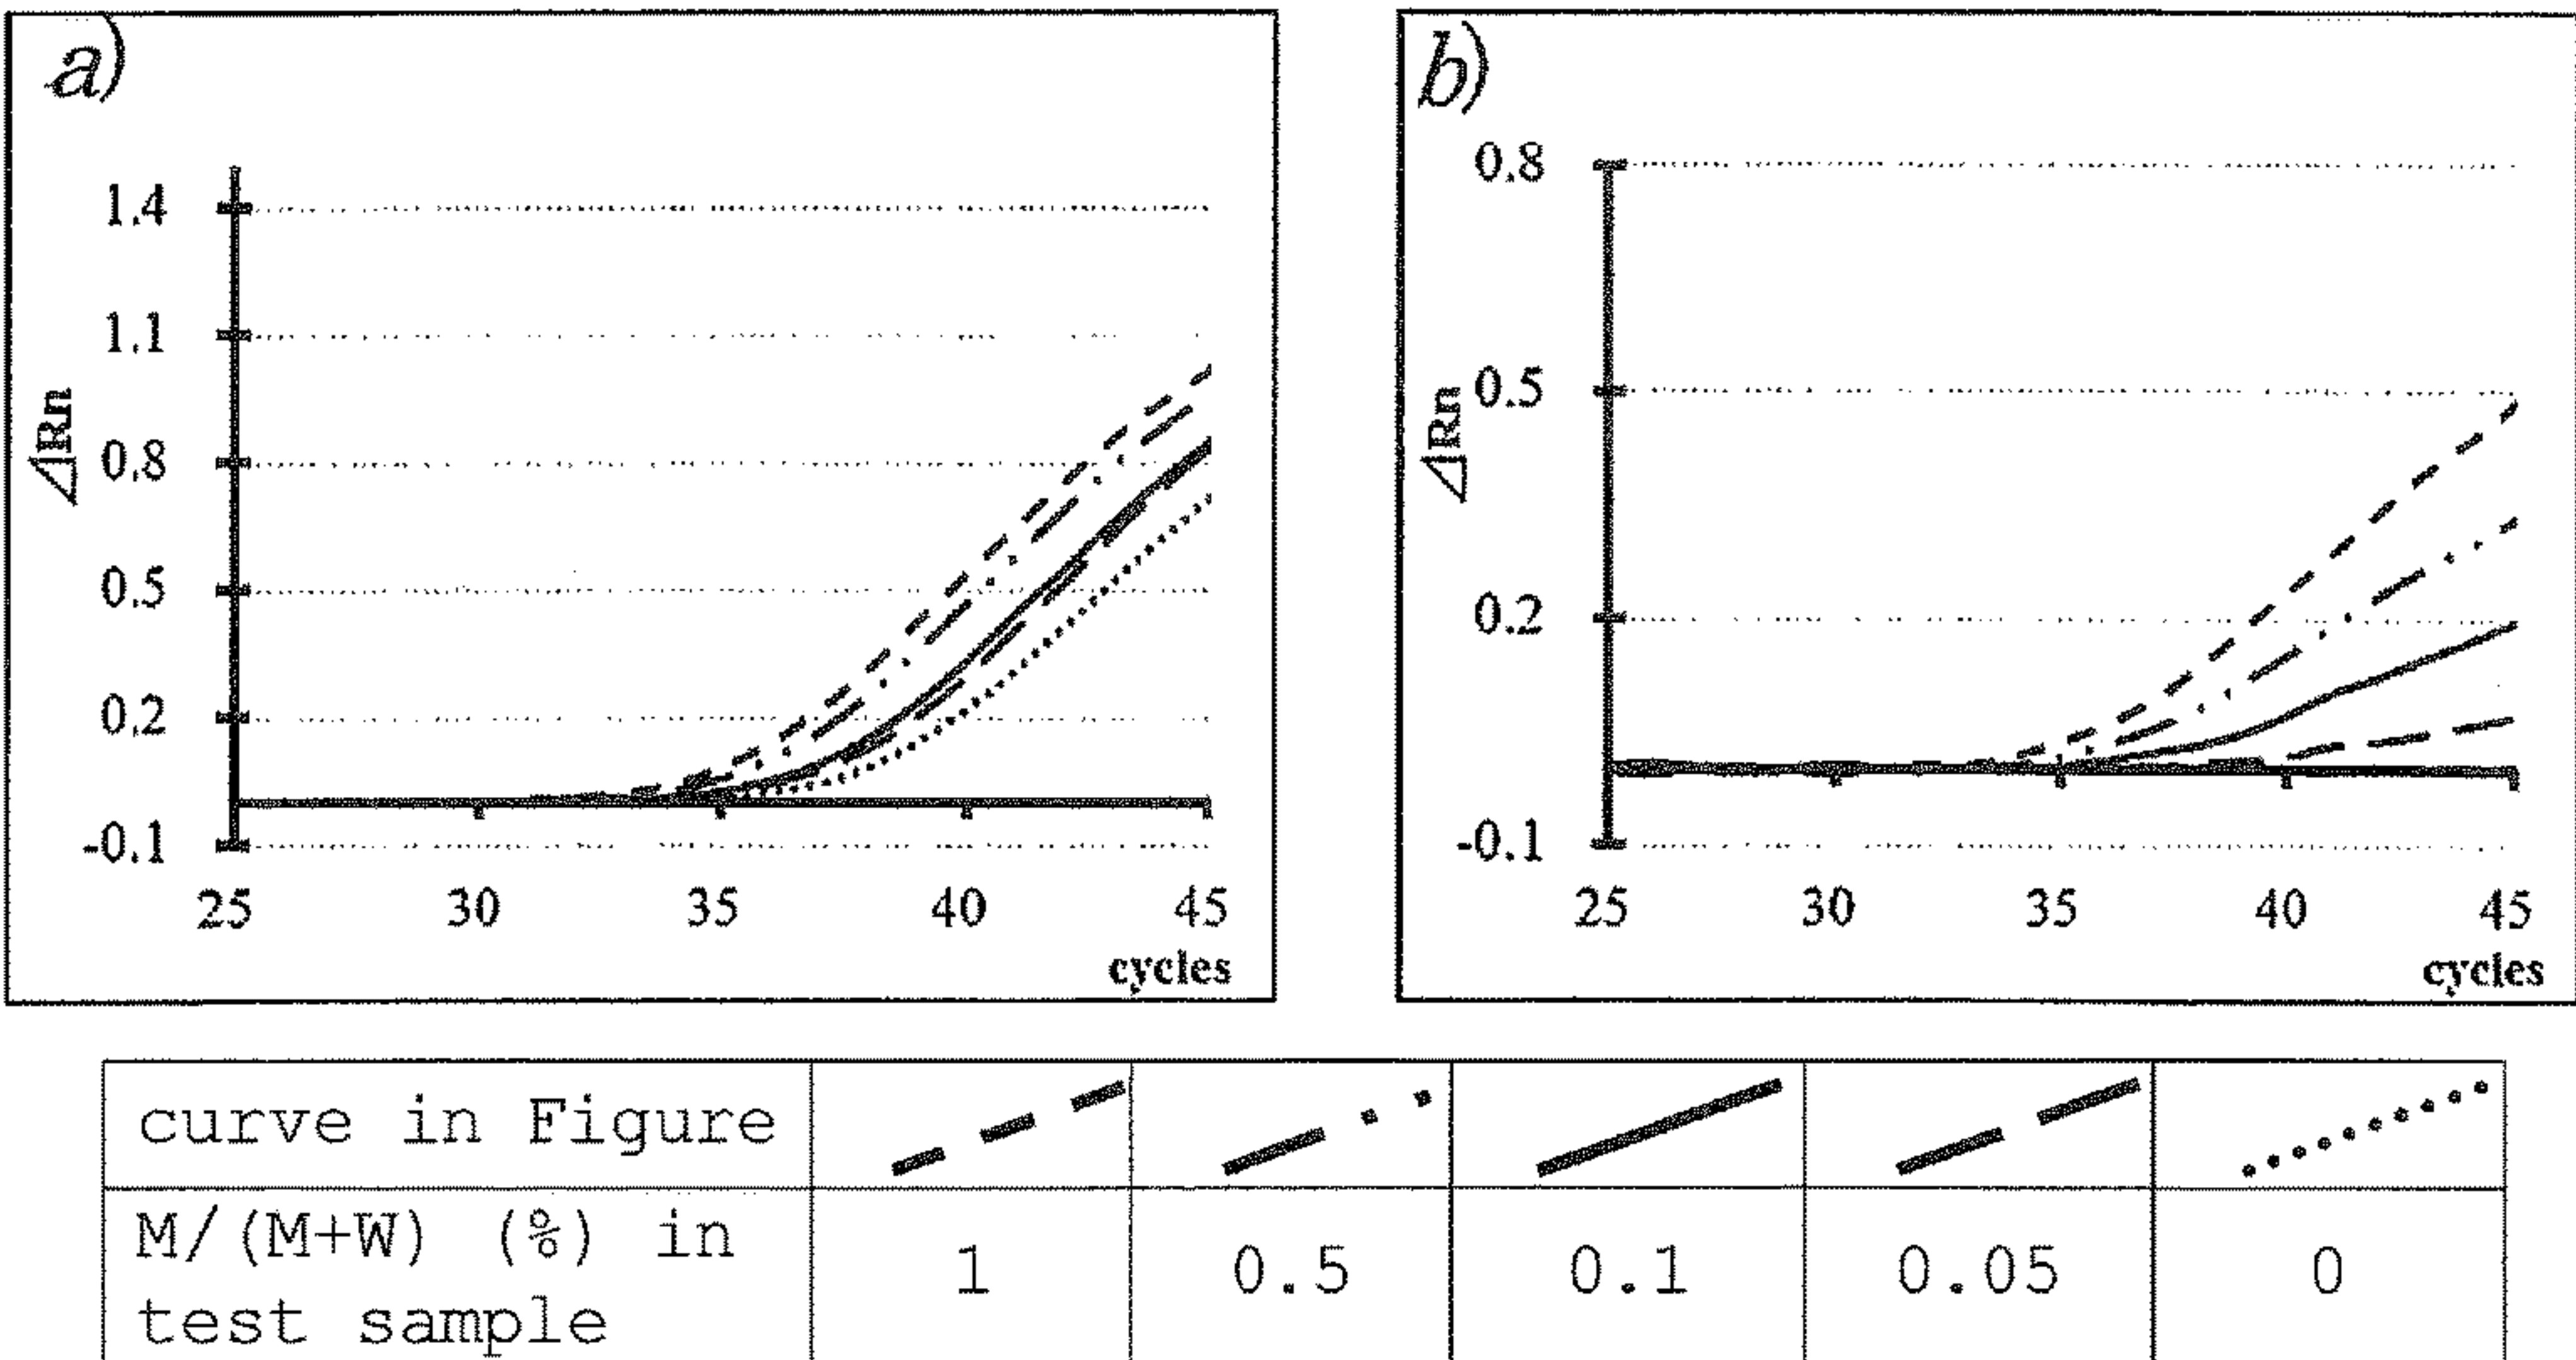 a)
1.4
1.1
0.8
0.5
0.2
-0.1
ΔRn
25 30 35 40 45
cycles
b)
0.8
0.5
0.2
-0.1
ΔRn
25 30 35 40 45
cycles
curve in Figure
M/(M+W) (%) in
test sample
1 0.5 0.1 0.05 0